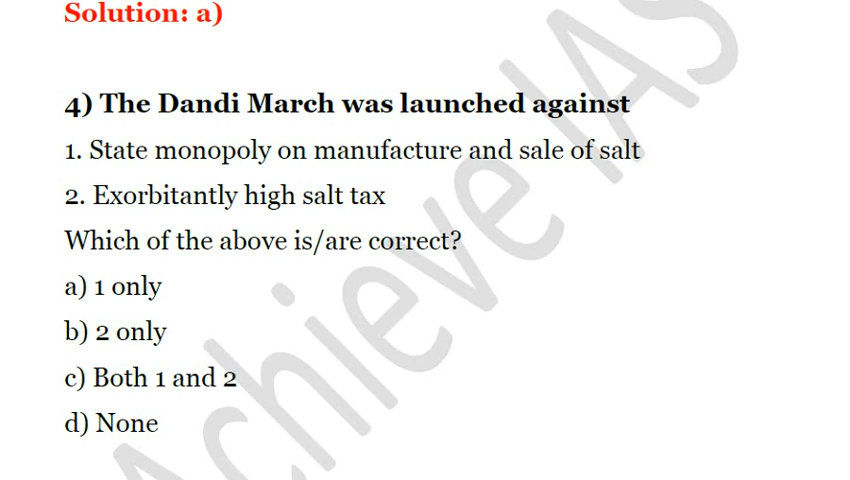 Solution: a)
4) The Dandi March was launched against
1. State monopoly on manufacture and sale of salt
2. Exorbitantly high salt tax
Which of the above is/are correct?
a) 1 only
b) 2 only
c) Both 1 and 2
d) None
Achieve IAS